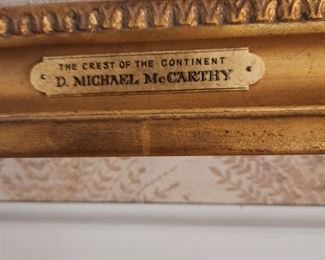 THE CREST OF THE CONTINENT
D. MICHAEL McCARTHY